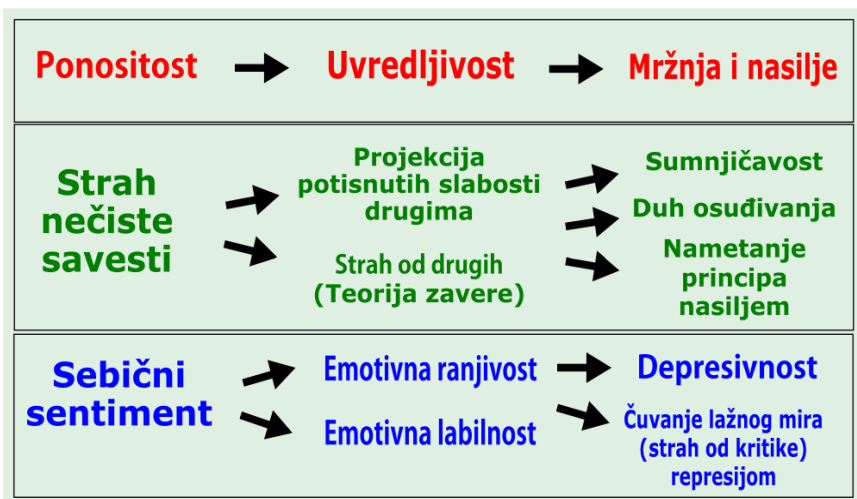 Ponositost
Uvredljivost
Mržnja i nasilje
Strah
nečiste
savesti
Projekcija
potisnutih slabosti
drugima
Strah od drugih
(Teorija zavere)
Sumnjičavost
Duh osuđivanja
Nametanje
principa
nasiljem
Sebični
sentiment
Emotivna ranjivost
Emotivna labilnost
Depresivnost
Čuvanje lažnog mira
(strah od kritike)
represijom